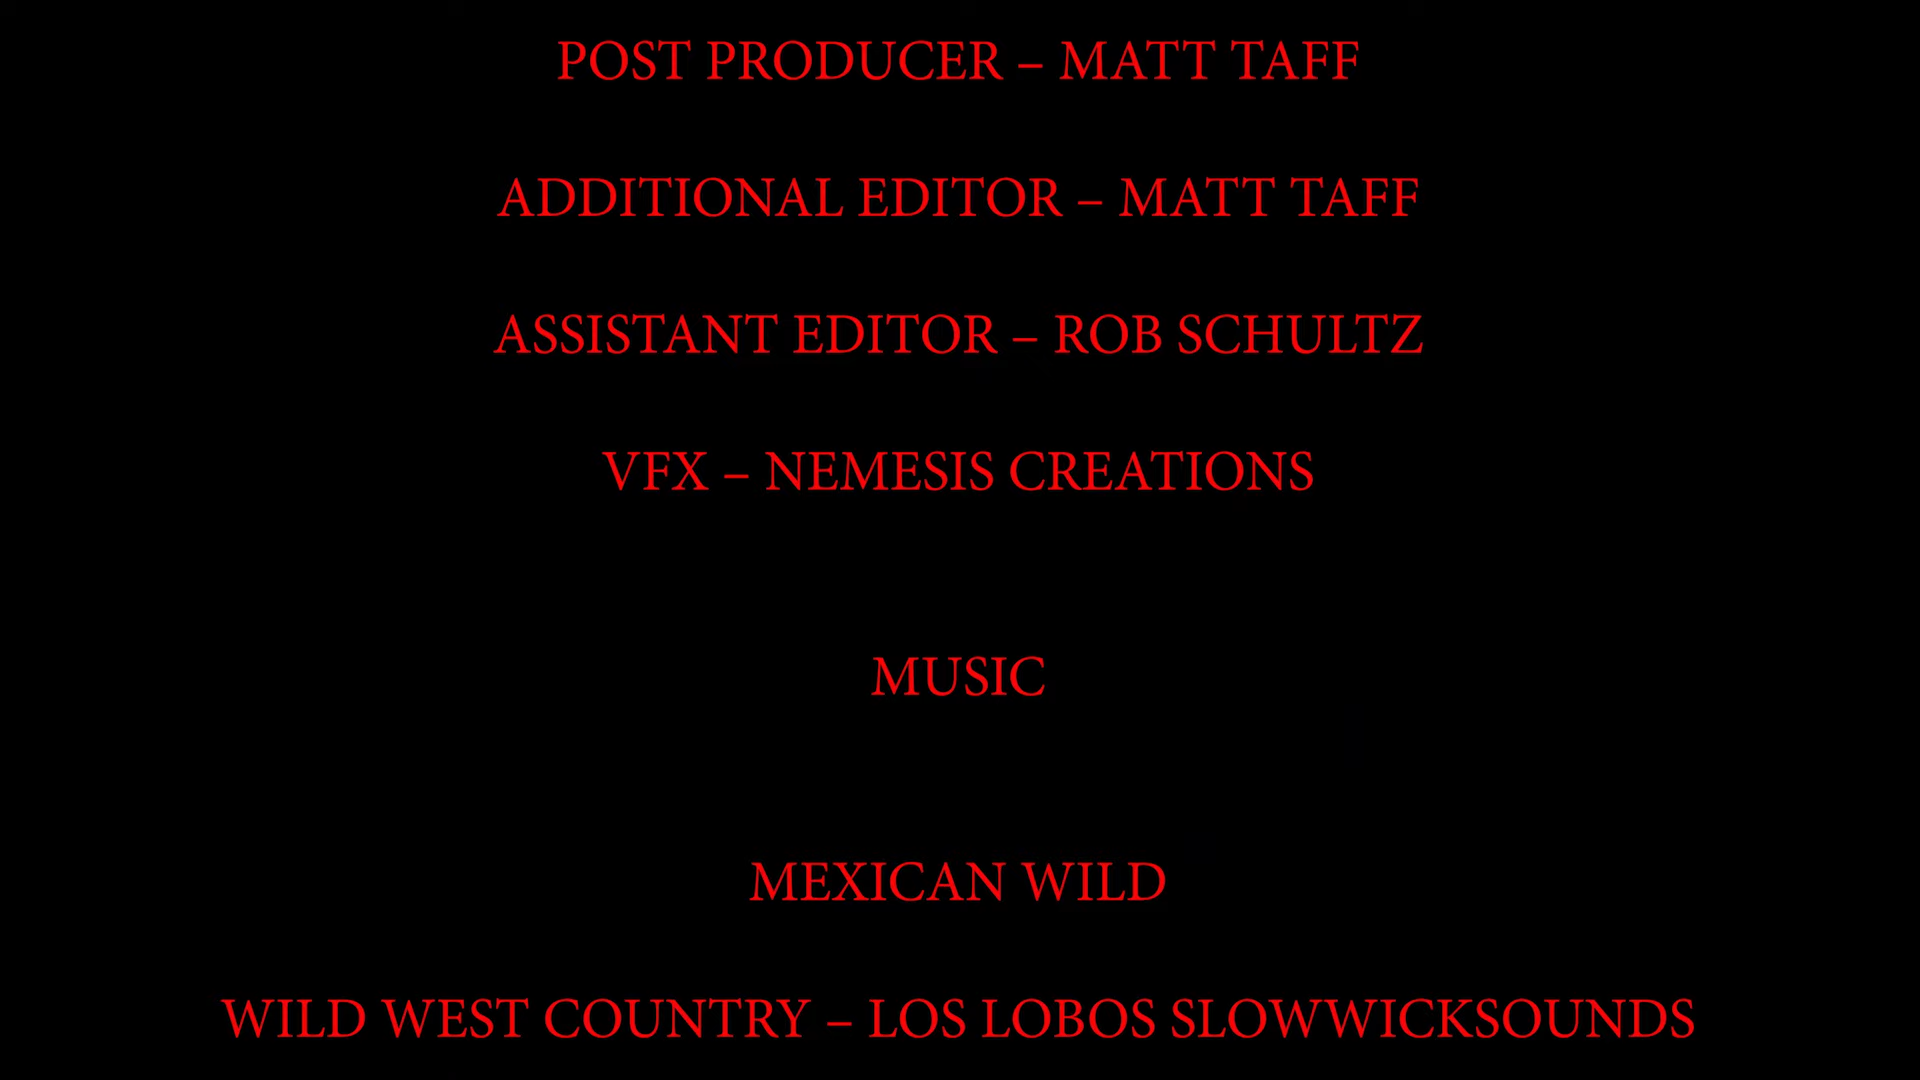 POST PRODUCER – MATT TAFF
ADDITIONAL EDITOR – MATT TAFF
ASSISTANT EDITOR – ROB SCHULTZ
VFX – NEMESIS CREATIONS
MUSIC
MEXICAN WILD
WILD WEST COUNTRY – LOS LOBOS SLOWWICKSOUNDS